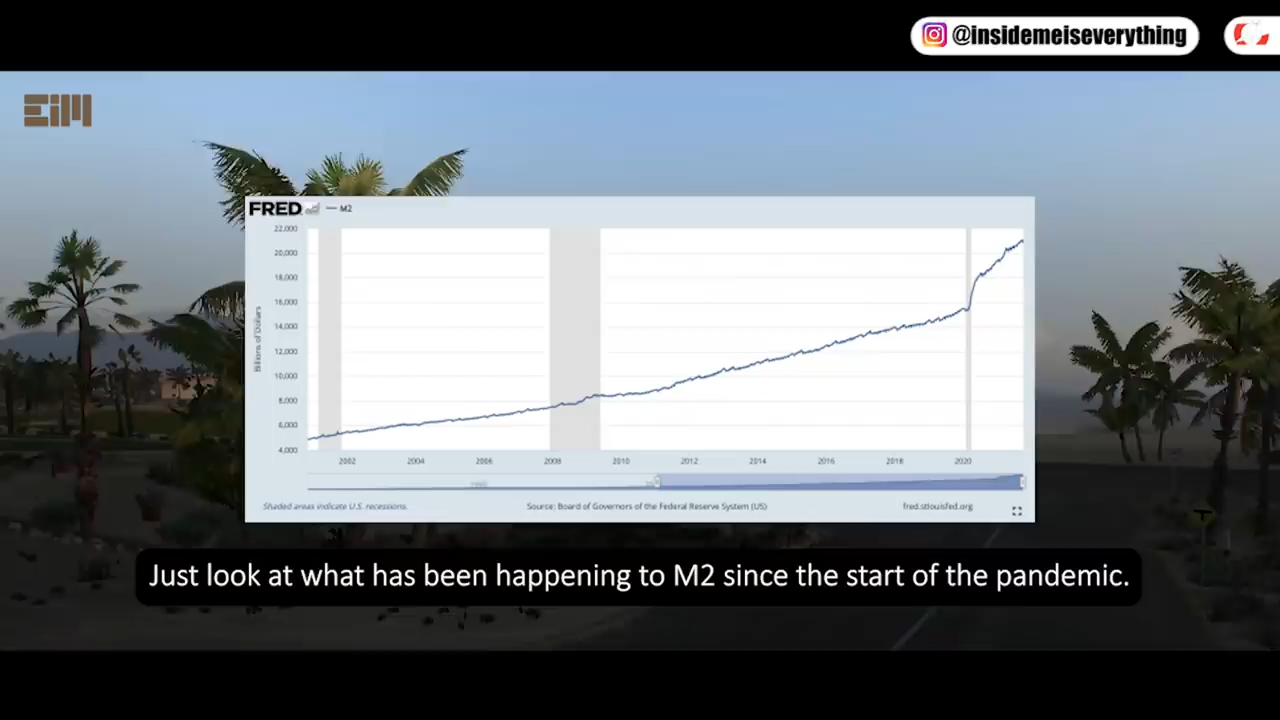 @insidemeiseverything
EIM
FRED — M2
22,000
20,000
18,000
16,000
14,000
12,000
10,000
8,000
6,000
4,000
Billions of Dollars
2002 2004 2006 2008 2010 2012 2014 2016 2018 2020
Shaded areas indicate U.S. recessions.
Source: Board of Governors of the Federal Reserve System (US)
fred.stlouisfed.org
Just look at what has been happening to M2 since the start of the pandemic.